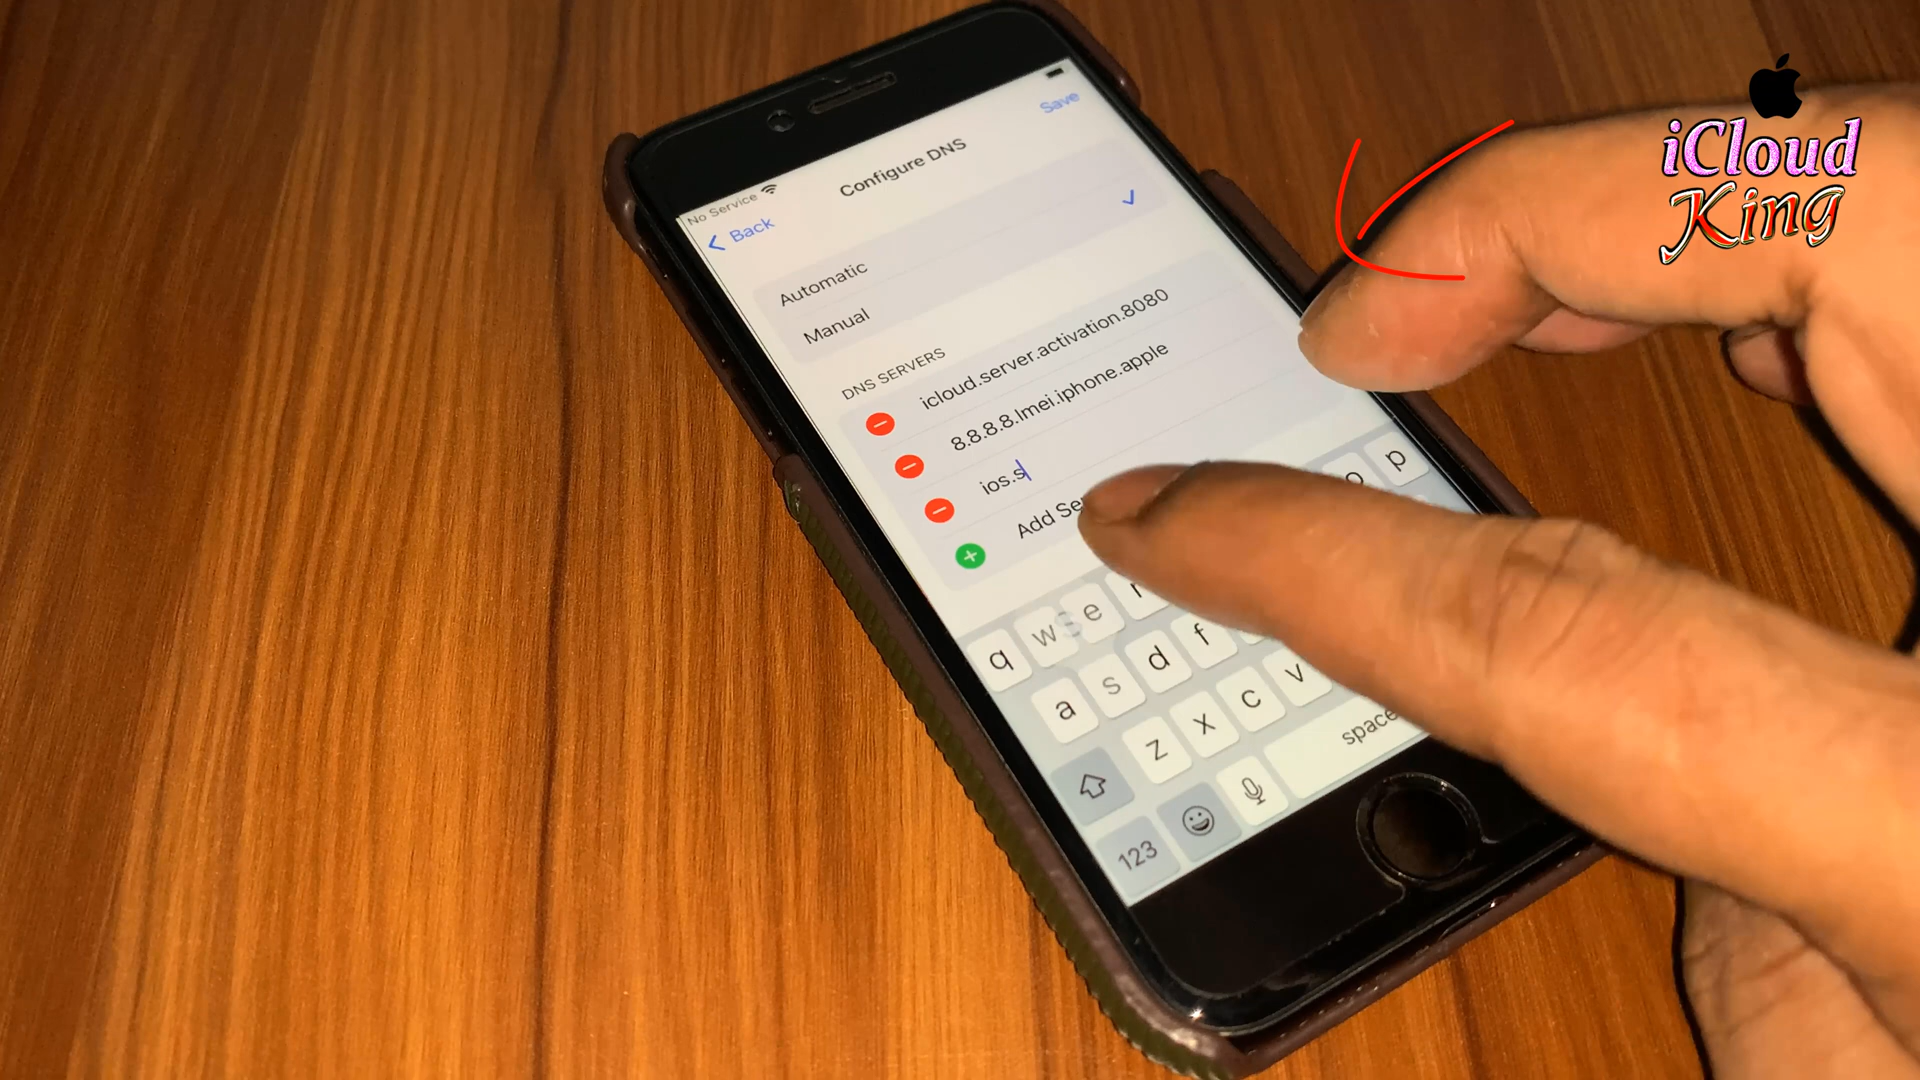 No Service
Save
Back
Configure DNS
Automatic
Manual
DNS SERVERS
icloud.server.activation.8080
8.8.8.8.Imei.iphone.apple
ios.s
Add Se
q w e r o p
a s d f
z x c v
123 space
iCloud
King